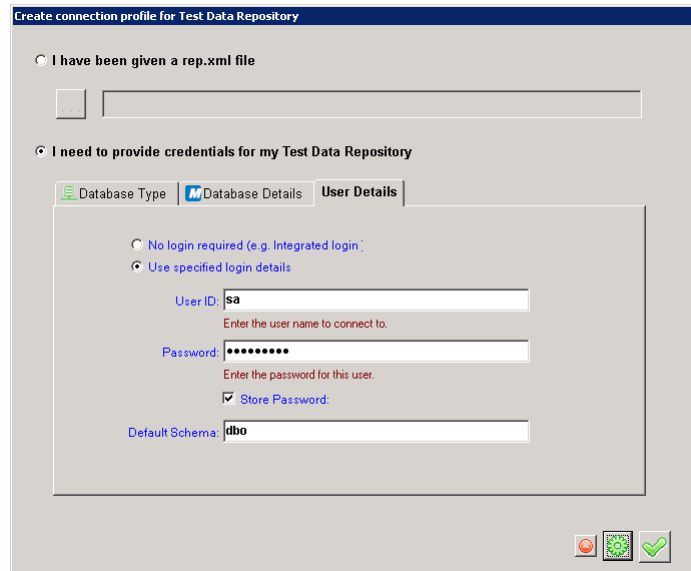 Create connection profile for Test Data Repository
I have been given a rep.xml file
...
I need to provide credentials for my Test Data Repository
Database Type
Database Details
User Details
No login required (e.g. Integrated login)
Use specified login details
User ID: sa
Enter the user name to connect to.
Password: •••••••••
Enter the password for this user.
Store Password:
Default Schema: dbo